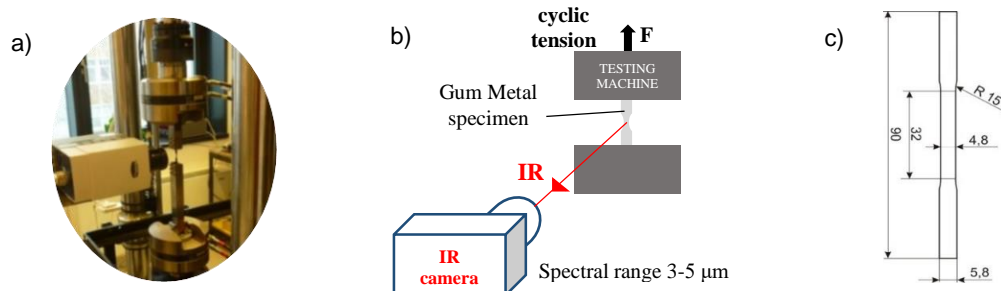 a)
b)
cyclic
tension
F
TESTING
MACHINE
Gum Metal
specimen
IR
IR
camera
Spectral range 3-5 µm
c)
R 15
90
32
4,8
5,8